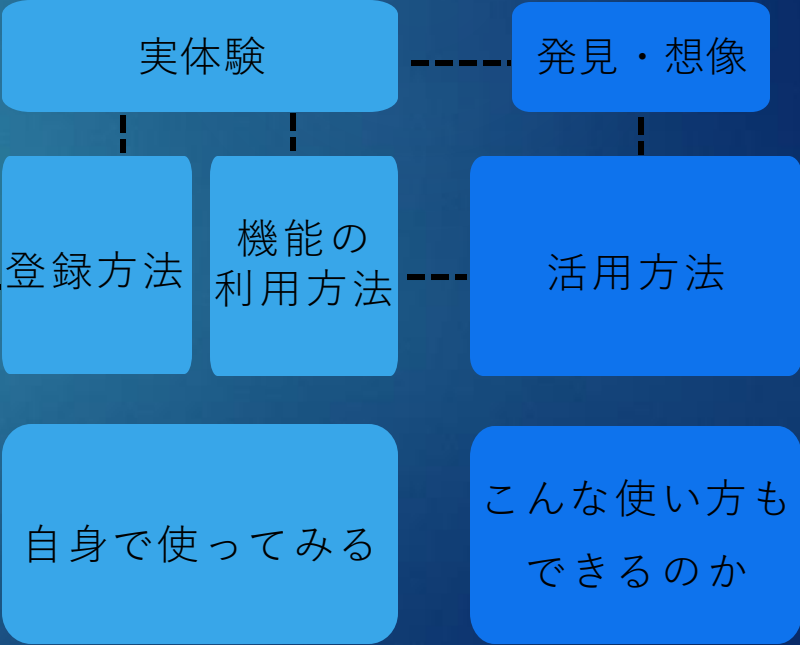 実体験
発見・想像
登録方法
機能の
利用方法
活用方法
自身で使ってみる
こんな使い方も
できるのか